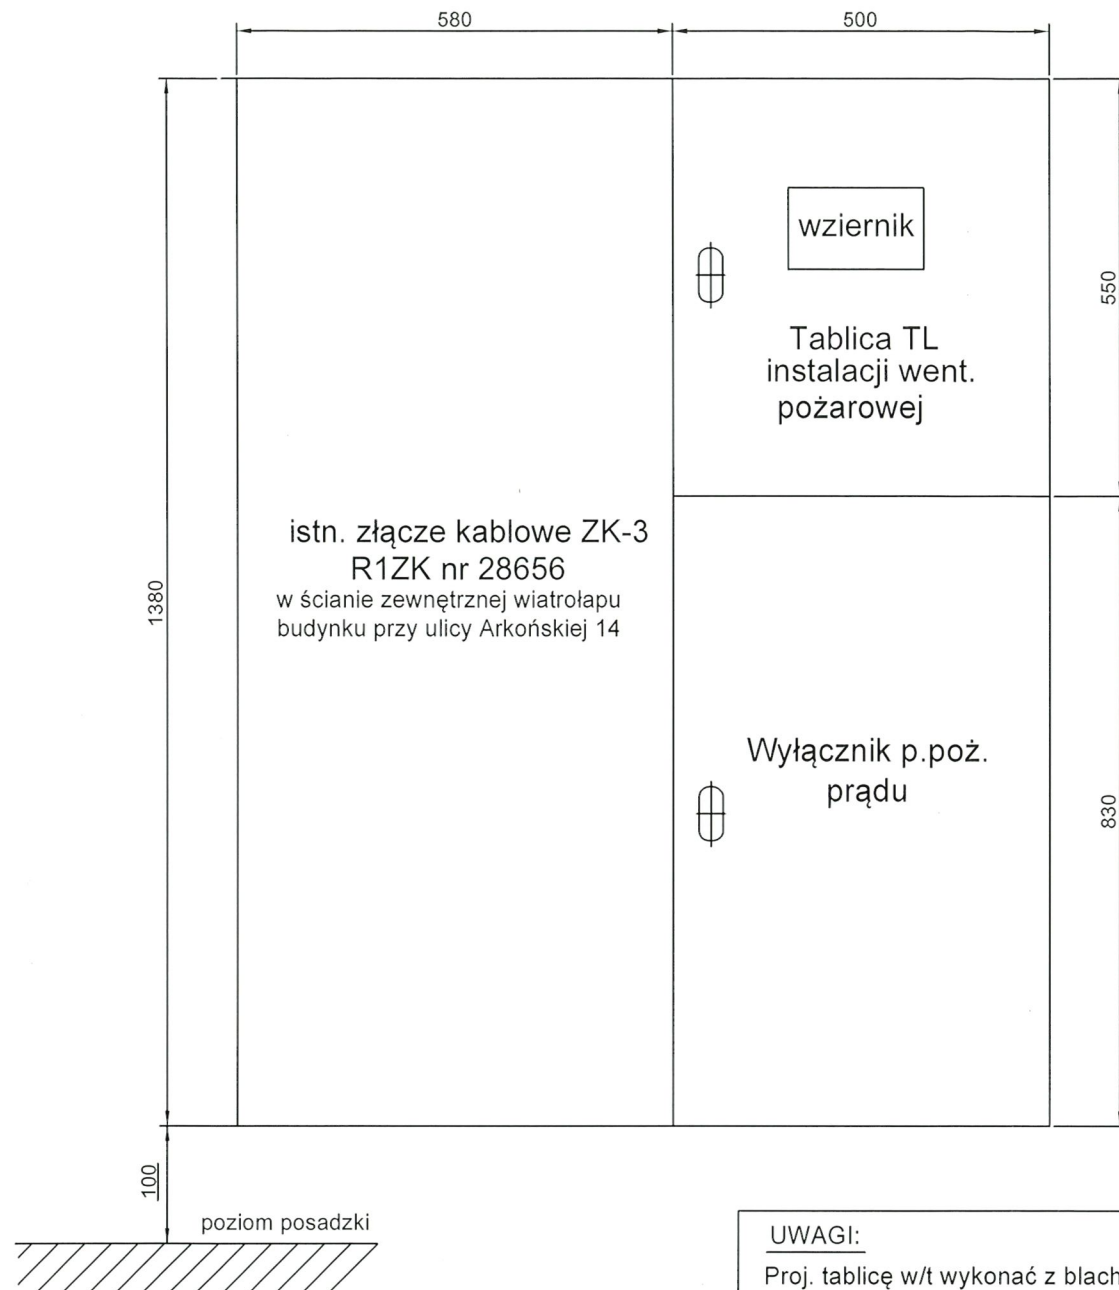 580
500
wziernik
550
Tablica TL
instalacji went.
pożarowej
istn. złącze kablowe ZK-3
R1ZK nr 28656
w ścianie zewnętrznej wiatrołapu
budynku przy ulicy Arkońskiej 14
1380
Wyłącznik p.poż.
prądu
830
100
poziom posadzki
UWAGI:
Proj. tablicę w/t wykonać z blach